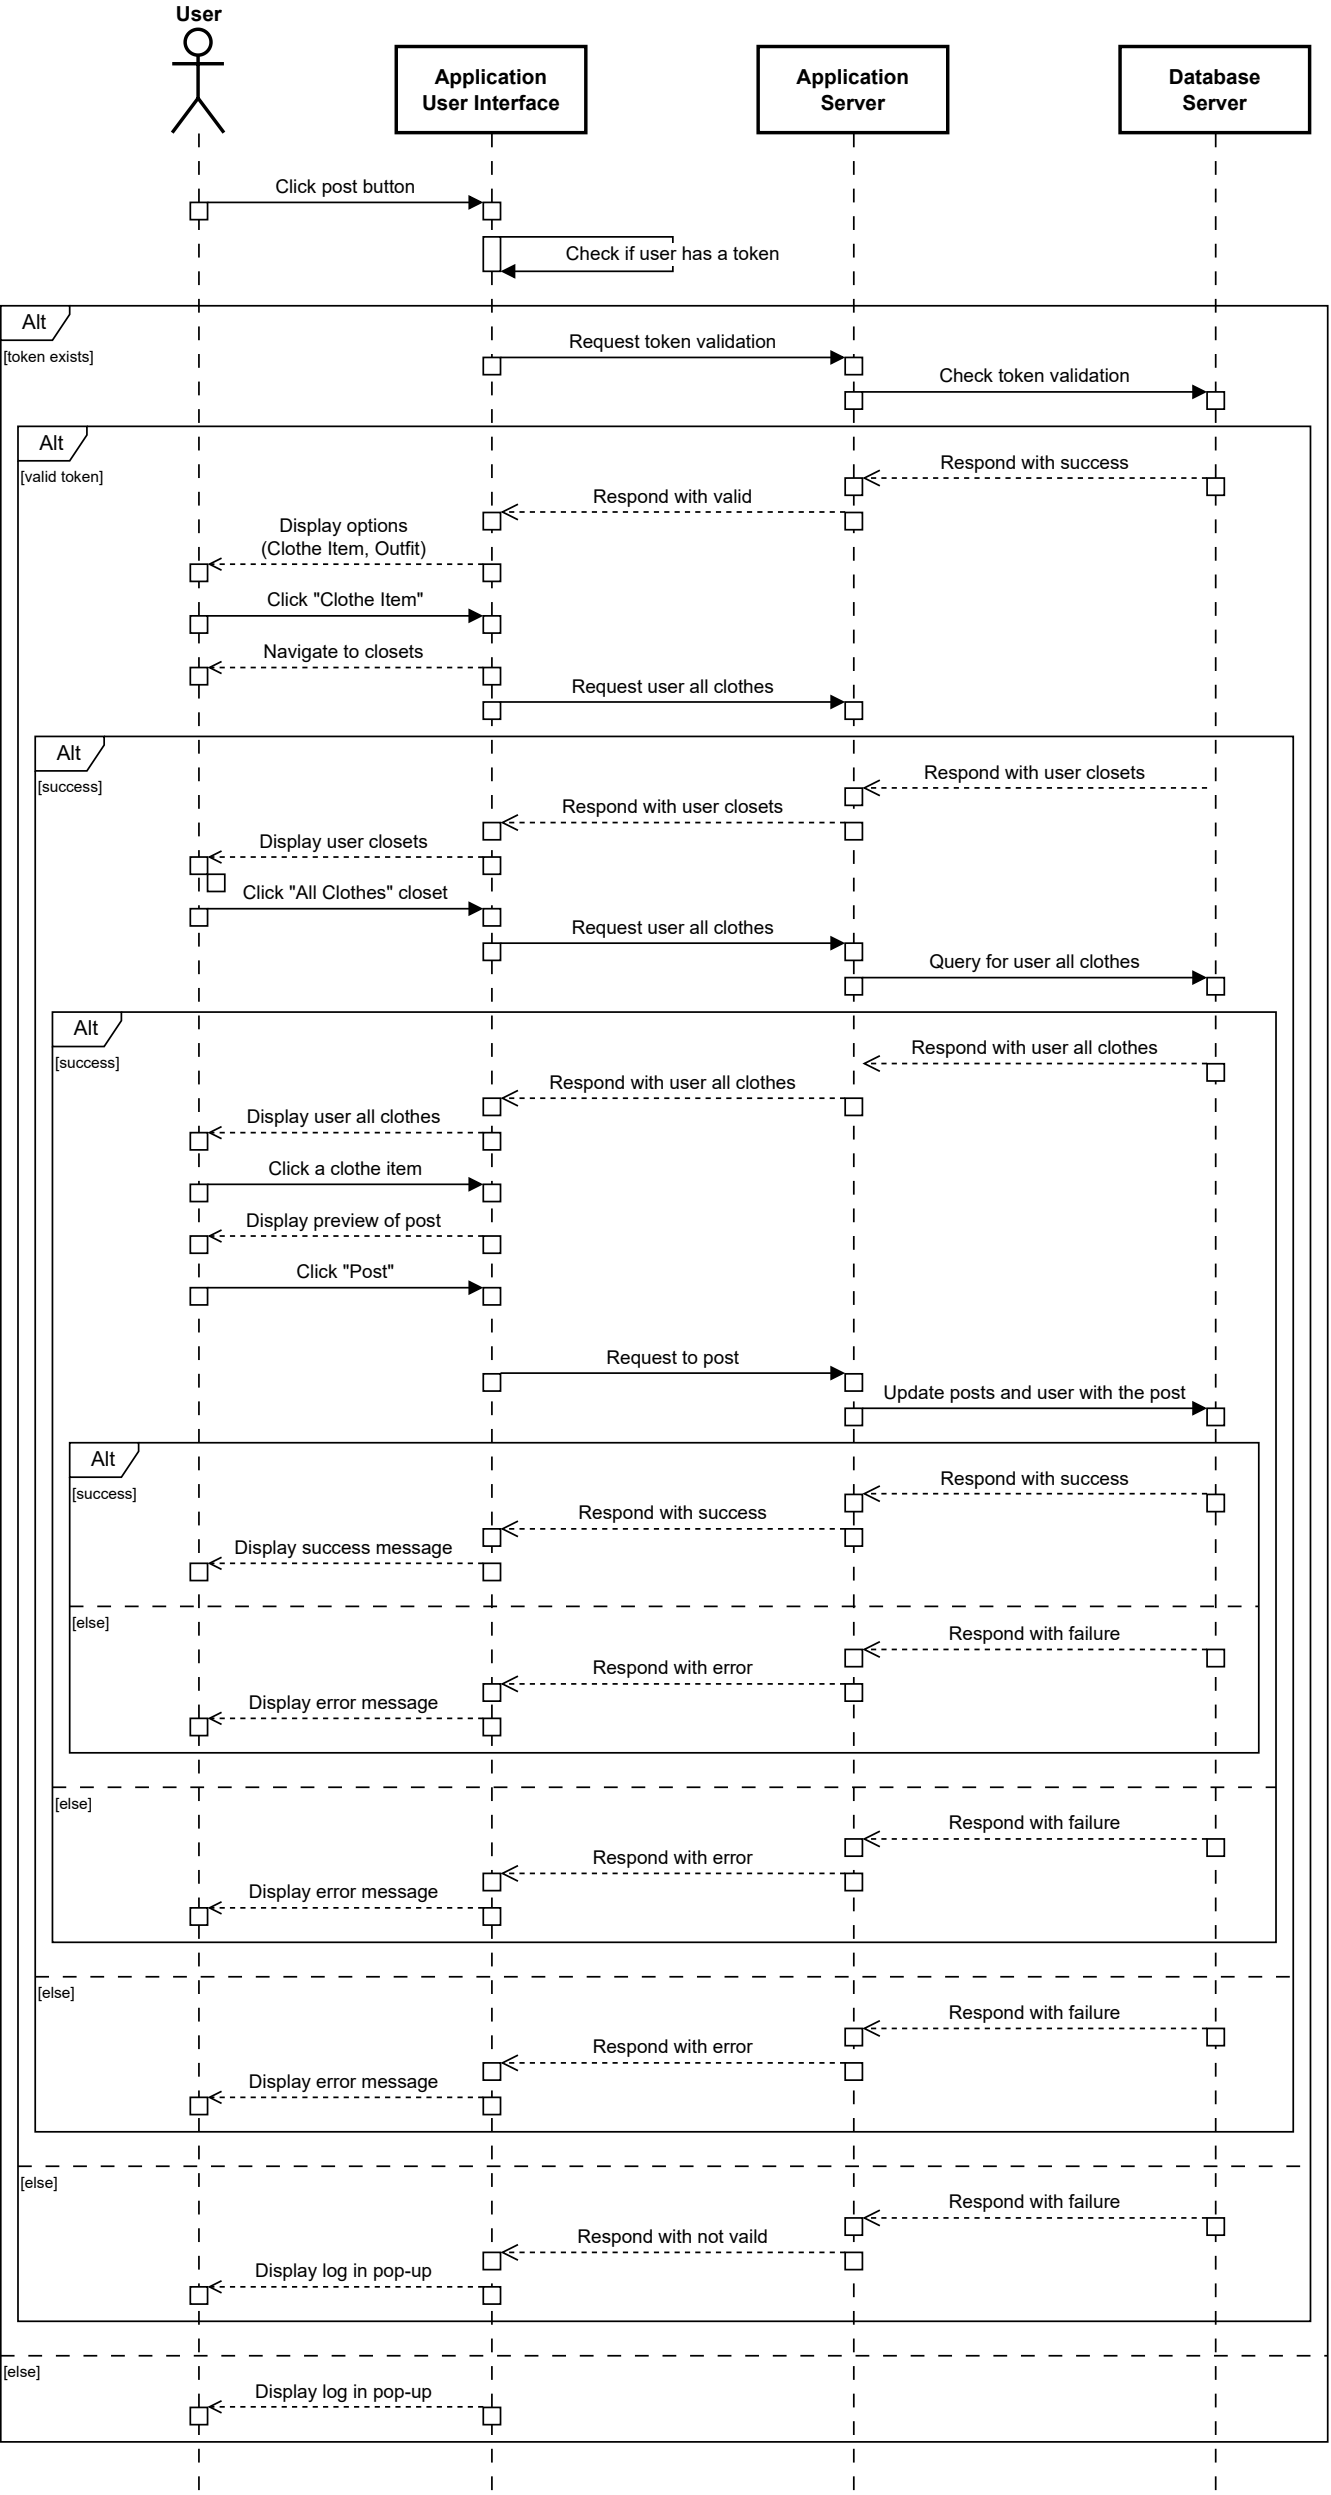 User
Application
User Interface
Application
Server
Database
Server
Click post button
Check if user has a token
Alt
[token exists]
Request token validation
Check token validation
Alt
[valid token]
Respond with success
Respond with valid
Display options
(Clothe Item, Outfit)
Click "Clothe Item"
Navigate to closets
Request user all clothes
Alt
[success]
Respond with user closets
Respond with user closets
Display user closets
Click "All Clothes" closet
Request user all clothes
Query for user all clothes
Alt
[success]
Respond with user all clothes
Respond with user all clothes
Display user all clothes
Click a clothe item
Display preview of post
Click "Post"
Request to post
Update posts and user with the post
Alt
[success]
Respond with success
Respond with success
Display success message
[else]
Respond with failure
Respond with error
Display error message
[else]
Respond with failure
Respond with error
Display error message
[else]
Respond with failure
Respond with error
Display error message
[else]
Respond with failure
Respond with not vaild
Display log in pop-up
[else]
Display log in pop-up